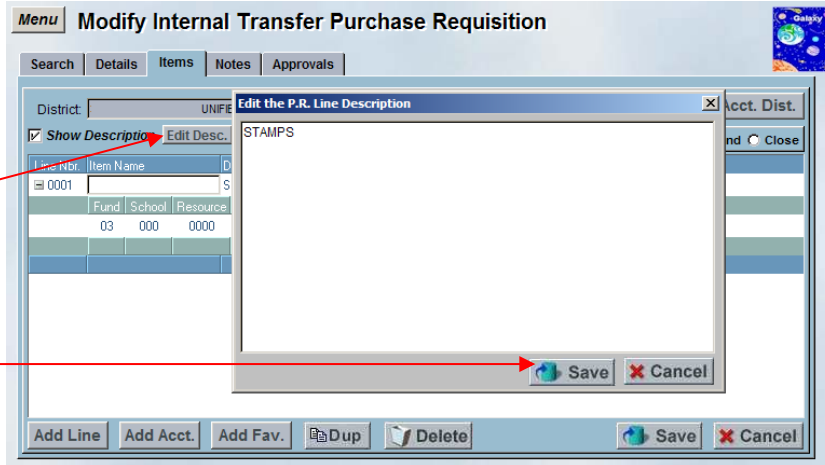 Menu Modify Internal Transfer Purchase Requisition
Galaxy
Search Details Items Notes Approvals
District: UNIFIE
Edit the P.R. Line Description
Acct. Dist.
Show Description Edit Desc.
STAMPS
nd Close
Line Nbr. Item Name D
0001 S
Fund School Resource
03 000 0000
Save Cancel
Add Line Add Acct. Add Fav. Dup Delete Save Cancel